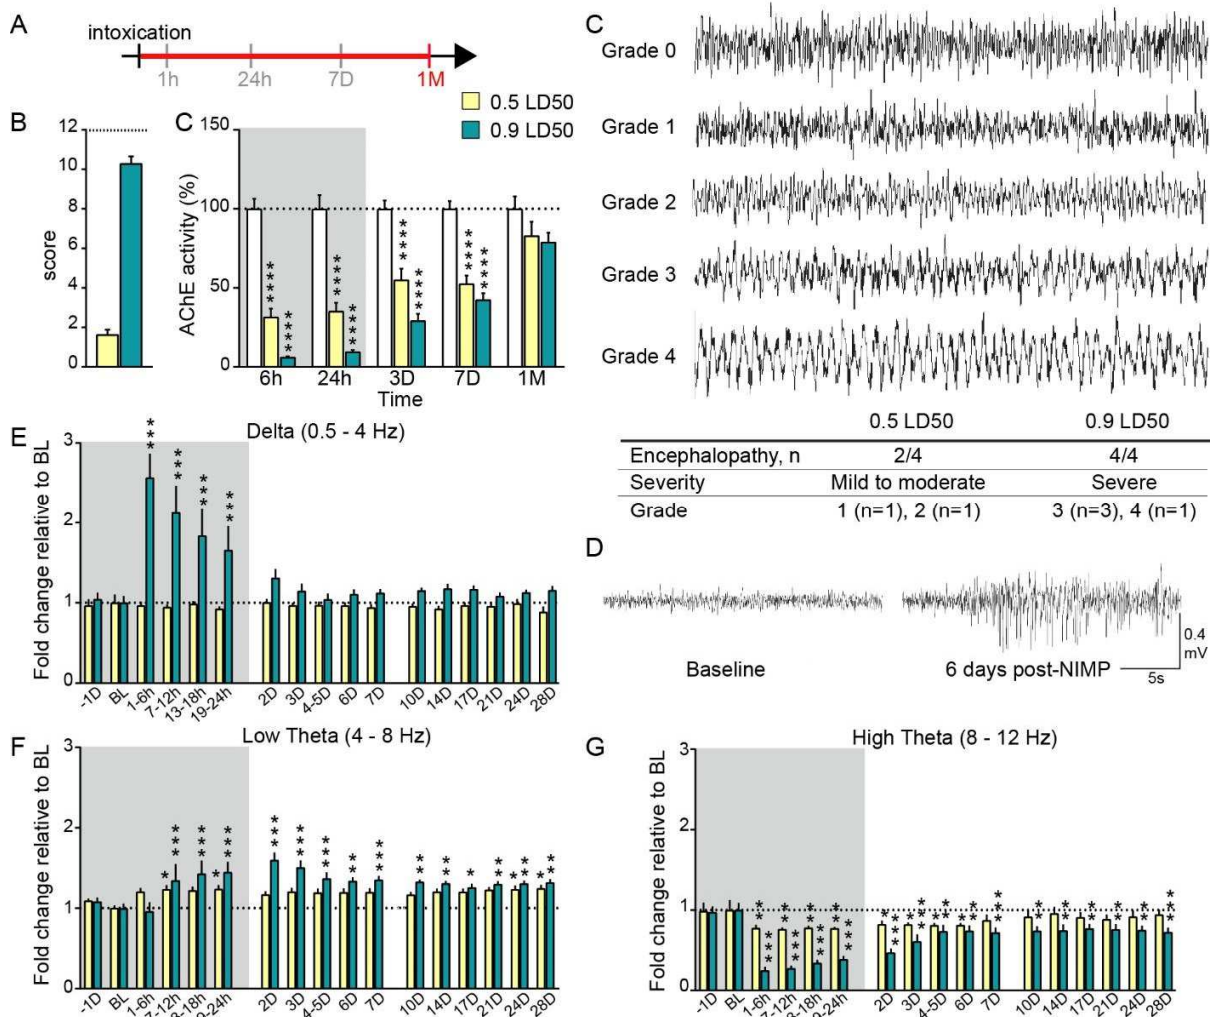 A
intoxication
1h 24h 7D 1M
0.5 LD50
0.9 LD50
B
12
10
8
6
4
2
0
score
C
150
100
50
0
AChE activity (%)
**** **** **** **** **** **** **** ****
6h 24h 3D 7D 1M
Time
C
Grade 0
Grade 1
Grade 2
Grade 3
Grade 4
0.5 LD50 0.9 LD50
Encephalopathy, n 2/4 4/4
Severity Mild to moderate Severe
Grade 1 (n=1), 2 (n=1) 3 (n=3), 4 (n=1)
D
Baseline
6 days post-NIMP
0.4
mV
5s
E
Delta (0.5 - 4 Hz)
3
2
1
0
Fold change relative to BL
*** *** *** ***
-1D BL 1-6h 7-12h 13-18h 19-24h 2D 3D 4-5D 6D 7D 10D 14D 17D 21D 24D 28D
F
Low Theta (4 - 8 Hz)
3
2
1
0
Fold change relative to BL
-1D BL 1-6h 7-12h 13-18h 19-24h 2D 3D 4-5D 6D 7D 10D 14D 17D 21D 24D 28D
G
High Theta (8 - 12 Hz)
3
2
1
0
Fold change relative to BL
-1D BL 1-6h 7-12h 13-18h 19-24h 2D 3D 4-5D 6D 7D 10D 14D 17D 21D 24D 28D